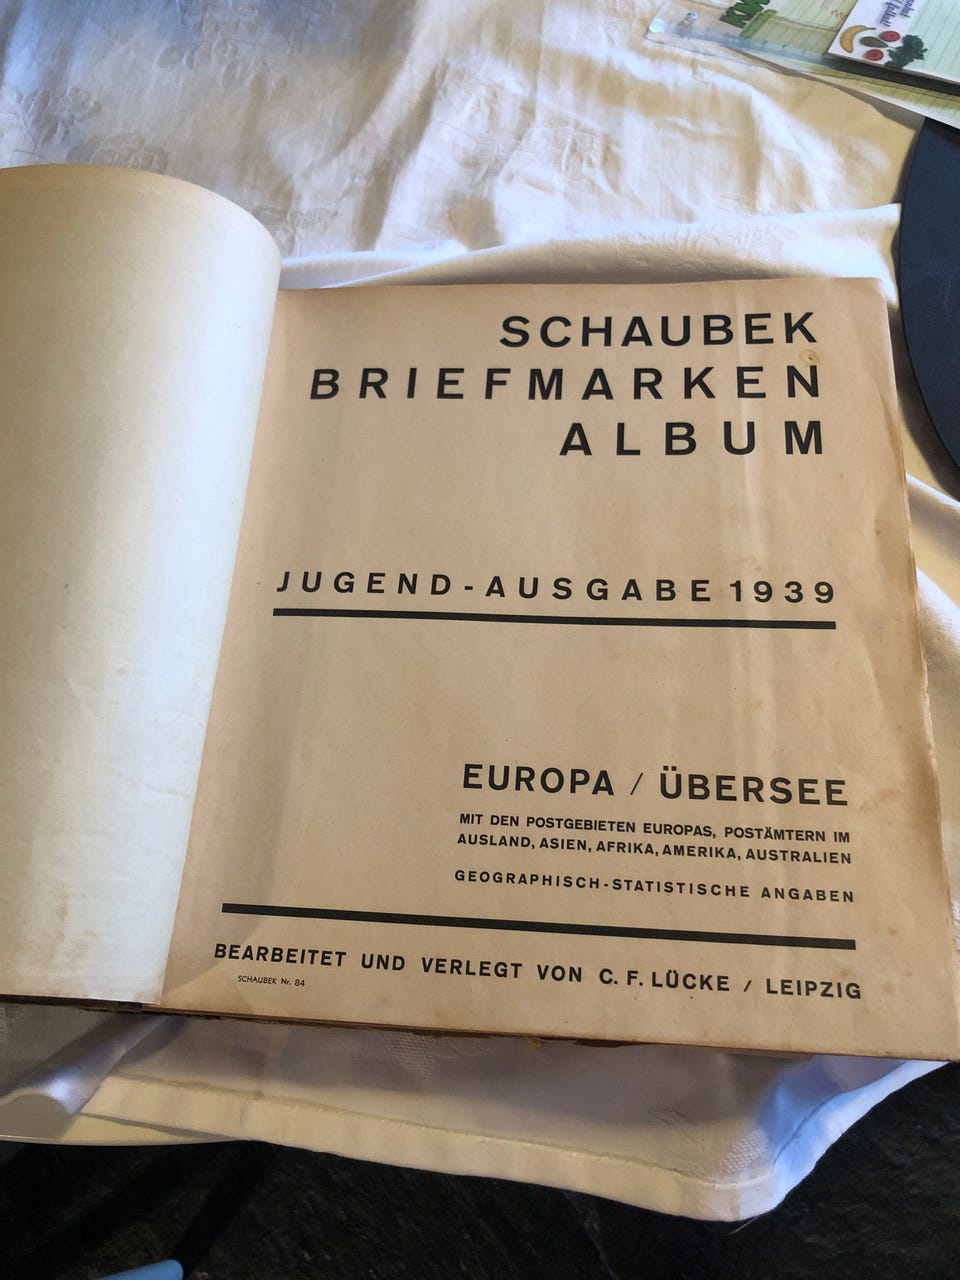 SCHAUBEK
BRIEFMARKEN
ALBUM
JUGEND-AUSGABE 1939
EUROPA / ÜBERSEE
MIT DEN POSTGEBIETEN EUROPAS, POSTÄMTERN IM
AUSLAND, ASIEN, AFRIKA, AMERIKA, AUSTRALIEN
GEOGRAPHISCH-STATISTISCHE ANGABEN
BEARBEITET UND VERLEGT VON C. F. LÜCKE / LEIPZIG
SCHAUBEK Nr. 84